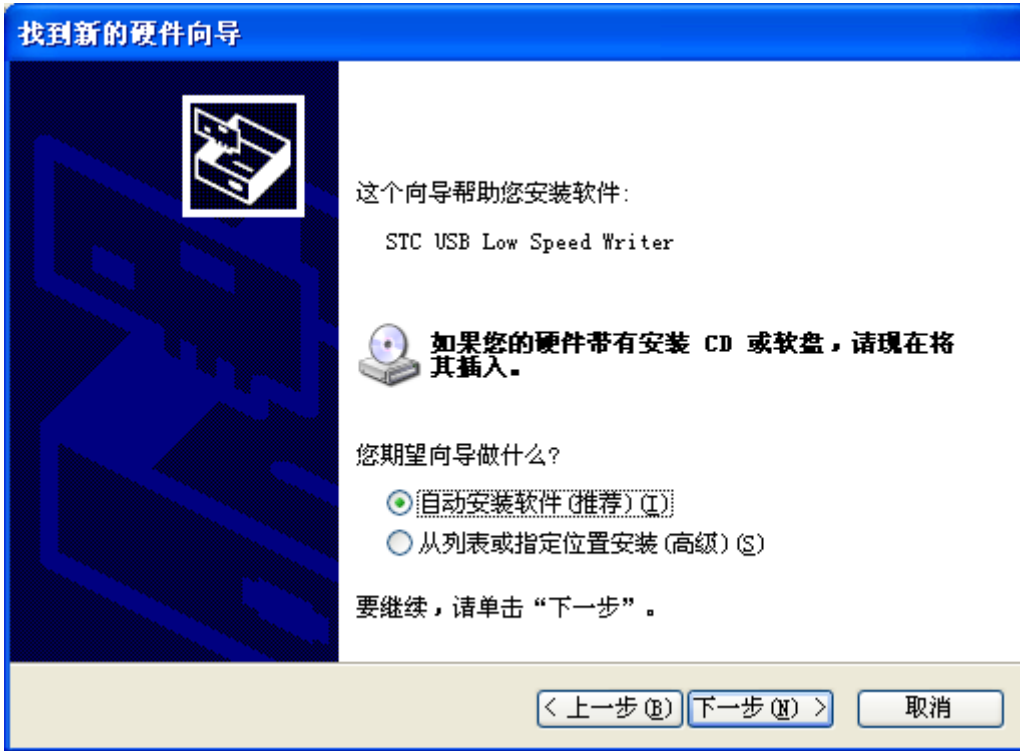 找到新的硬件向导
这个向导帮助您安装软件:
STC USB Low Speed Writer
如果您的硬件带有安装 CD 或软盘，请现在将
其插入。
您期望向导做什么?
自动安装软件(推荐)(I)
从列表或指定位置安装(高级)(S)
要继续，请单击“下一步”。
< 上一步(B) 下一步(N) > 取消